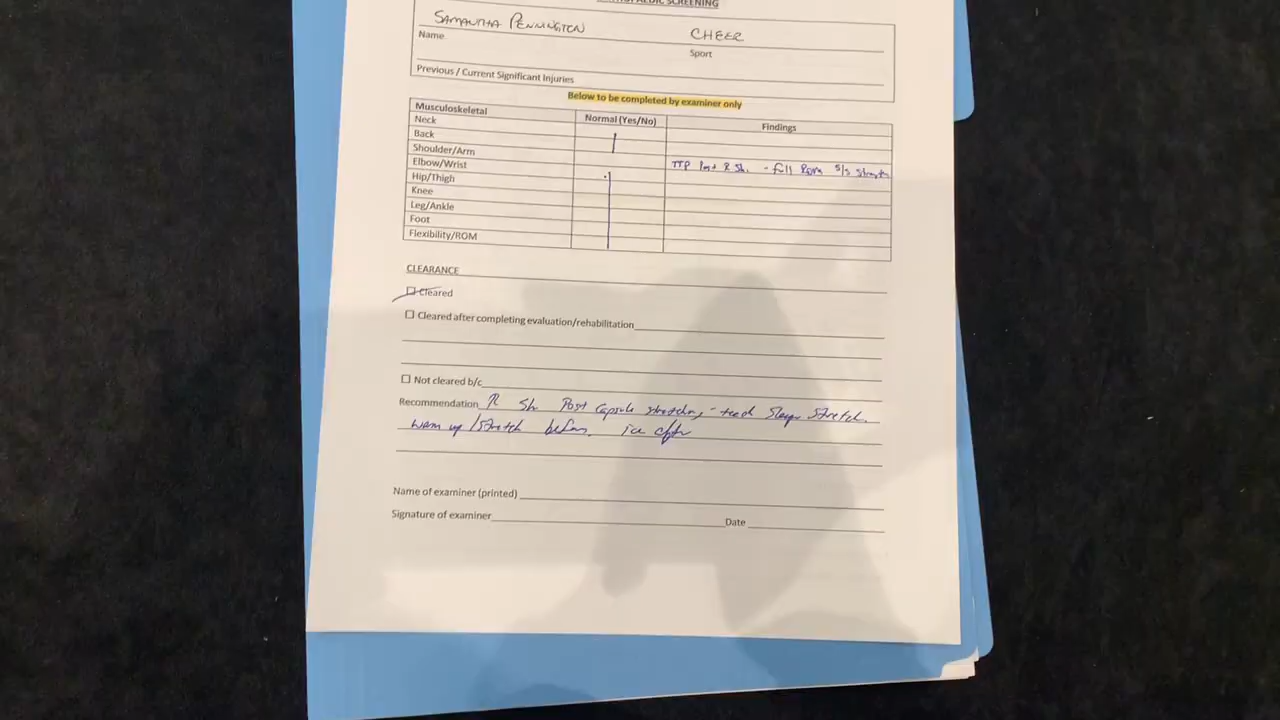 SCREENING
SAMANTHA PENNINGTON CHEER
Name Sport
Previous / Current Significant Injuries
Below to be completed by examiner only
Musculoskeletal Normal (Yes/No) Findings
Neck
Back
Shoulder/Arm TTP Post R Sh. - full ROM 5/5 strength
Elbow/Wrist
Hip/Thigh
Knee
Leg/Ankle
Foot
Flexibility/ROM
CLEARANCE
☐ Cleared
☐ Cleared after completing evaluation/rehabilitation
☐ Not cleared b/c
Recommendation R Sh Post Capsule stretching - Sleeper Stretch.
Warm up/stretch before. ice after
Name of examiner (printed)
Signature of examiner Date